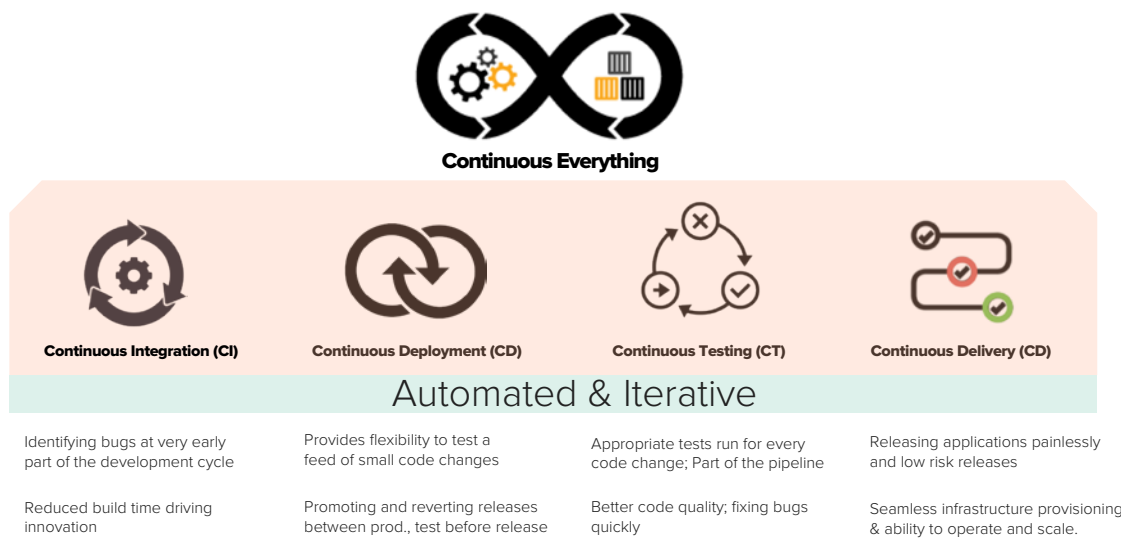 Continuous Everything
Continuous Integration (CI)
Continuous Deployment (CD)
Continuous Testing (CT)
Continuous Delivery (CD)
Automated & Iterative
Identifying bugs at very early
part of the development cycle
Reduced build time driving
innovation
Provides flexibility to test a
feed of small code changes
Promoting and reverting releases
between prod., test before release
Appropriate tests run for every
code change; Part of the pipeline
Better code quality; fixing bugs
quickly
Releasing applications painlessly
and low risk releases
Seamless infrastructure provisioning
& ability to operate and scale.